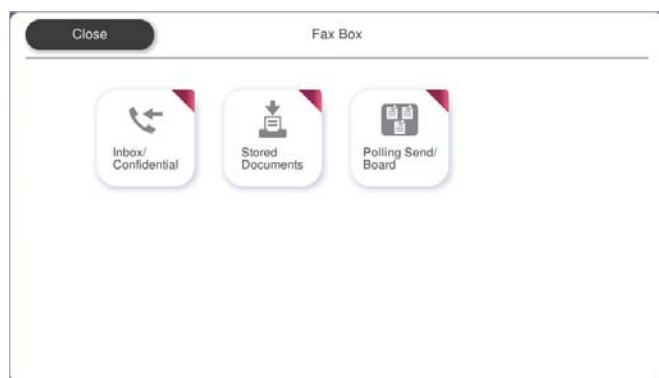 Close
Fax Box
Inbox/
Confidential
Stored
Documents
Polling Send/
Board